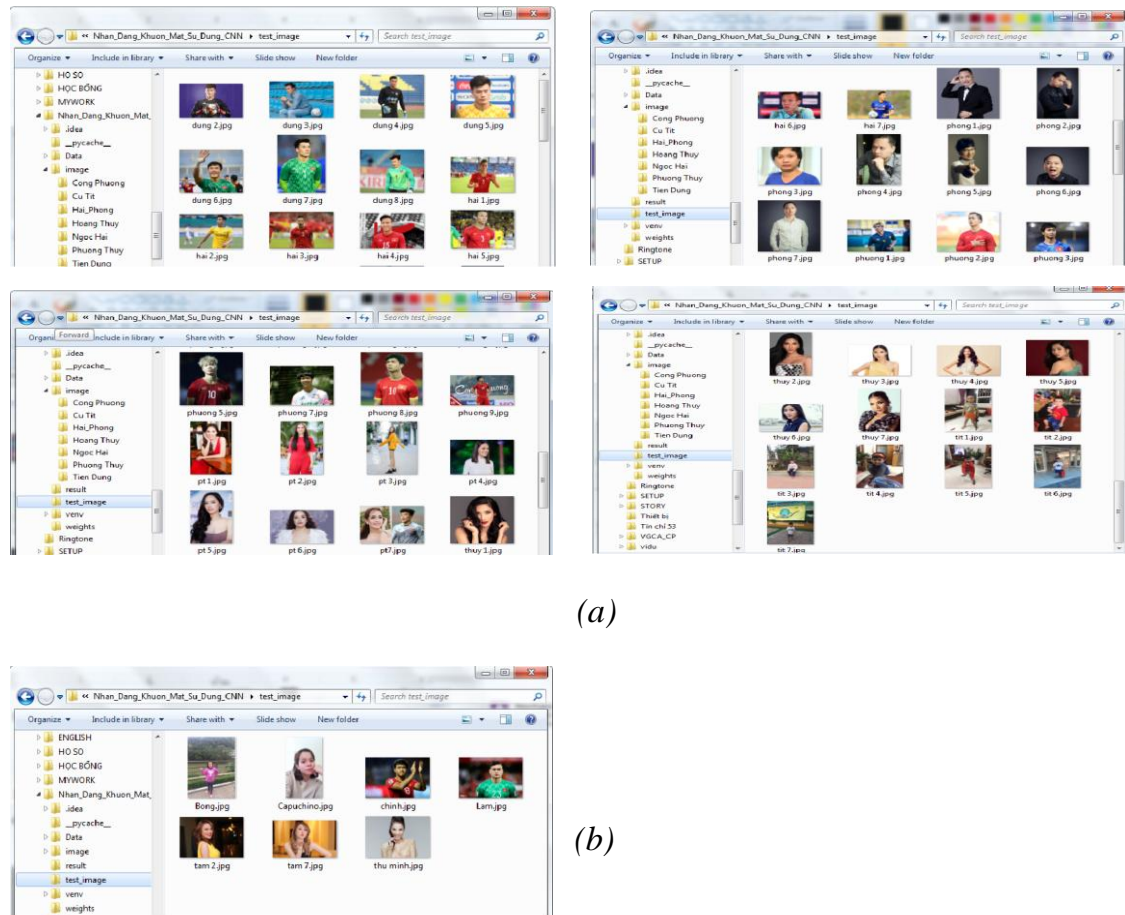 Nhan_Dang_Khuon_Mat_Su_Dung_CNN ▸ test_image
Search test_image
Organize Include in library Share with Slide show New folder
HO SO
HỌC BỔNG
MYWORK
Nhan_Dang_Khuon_Mat_
.idea
__pycache__
Data
image
Cong Phuong
Cu Tit
Hai_Phong
Hoang Thuy
Ngoc Hai
Phuong Thuy
Tien Dung
dung 2.jpg dung 3.jpg dung 4.jpg dung 5.jpg
dung 6.jpg dung 7.jpg dung 8.jpg hai 1.jpg
hai 2.jpg hai 3.jpg hai 4.jpg hai 5.jpg
Nhan_Dang_Khuon_Mat_Su_Dung_CNN ▸ test_image
Search test_image
Organize Include in library Share with Slide show New folder
.idea
__pycache__
Data
image
Cong Phuong
Cu Tit
Hai_Phong
Hoang Thuy
Ngoc Hai
Phuong Thuy
Tien Dung
result
test_image
venv
weights
Ringtone
SETUP
hai 6.jpg hai 7.jpg phong 1.jpg phong 2.jpg
phong 3.jpg phong 4.jpg phong 5.jpg phong 6.jpg
phong 7.jpg phuong 1.jpg phuong 2.jpg phuong 3.jpg
Nhan_Dang_Khuon_Mat_Su_Dung_CNN ▸ test_image
Search test_image
Forward
include in library Share with Slide show New folder
.idea
__pycache__
Data
image
Cong Phuong
Cu Tit
Hai_Phong
Hoang Thuy
Ngoc Hai
Phuong Thuy
Tien Dung
result
test_image
venv
weights
Ringtone
SETUP
phuong 5.jpg phuong 7.jpg phuong 8.jpg phuong 9.jpg
pt 1.jpg pt 2.jpg pt 3.jpg pt 4.jpg
pt 5.jpg pt 6.jpg pt7.jpg thuy 1.jpg
Nhan_Dang_Khuon_Mat_Su_Dung_CNN ▸ test_image
Search test_image
Organize Include in library Share with Slide show New folder
.idea
__pycache__
Data
image
Cong Phuong
Cu Tit
Hai_Phong
Hoang Thuy
Ngoc Hai
Phuong Thuy
Tien Dung
result
test_image
venv
weights
Ringtone
SETUP
STORY
Thiết bị
Tín chỉ 53
VGCA_CP
vidu
thuy 2.jpg thuy 3.jpg thuy 4.jpg thuy 5.jpg
thuy 6.jpg thuy 7.jpg tit 1.jpg tit 2.jpg
tit 3.jpg tit 4.jpg tit 5.jpg tit 6.jpg
tit 7.jpg
(a)
Nhan_Dang_Khuon_Mat_Su_Dung_CNN ▸ test_image
Search test_image
Organize Include in library Share with Slide show New folder
ENGLISH
HO SO
HỌC BỔNG
MYWORK
Nhan_Dang_Khuon_Mat_
.idea
__pycache__
Data
image
result
test_image
venv
weights
Bong.jpg Capuchino.jpg chinh.jpg Lam.jpg
tam 2.jpg tam 7.jpg thu minh.jpg
(b)